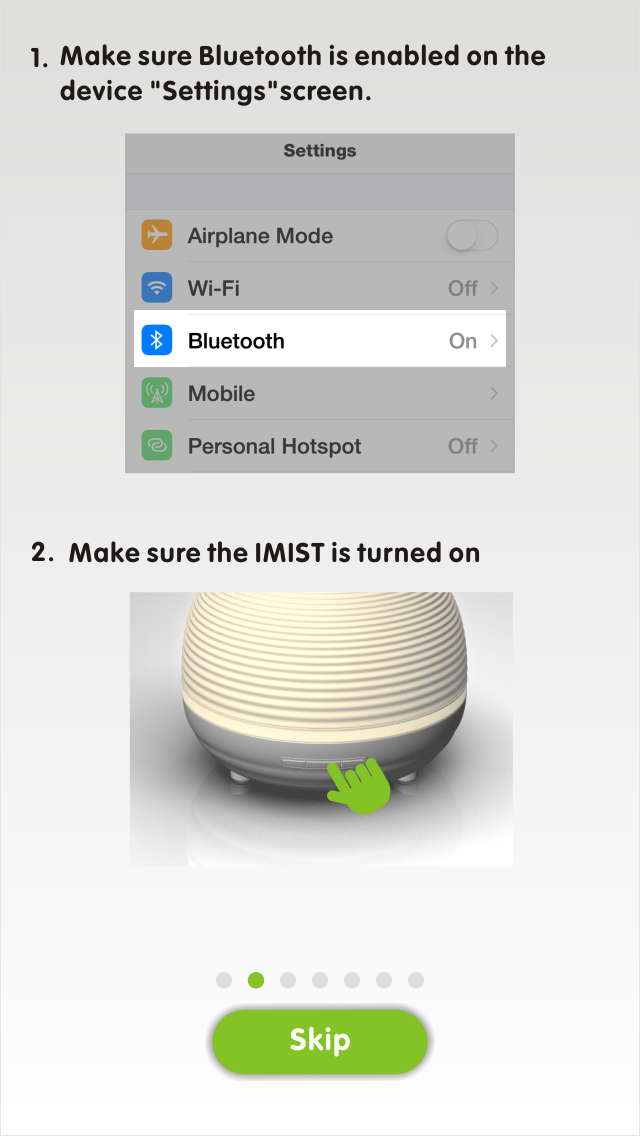 1. Make sure Bluetooth is enabled on the
device "Settings"screen.
Settings
Airplane Mode
Wi-Fi Off
Bluetooth On
Mobile
Personal Hotspot Off
2. Make sure the IMIST is turned on
Skip